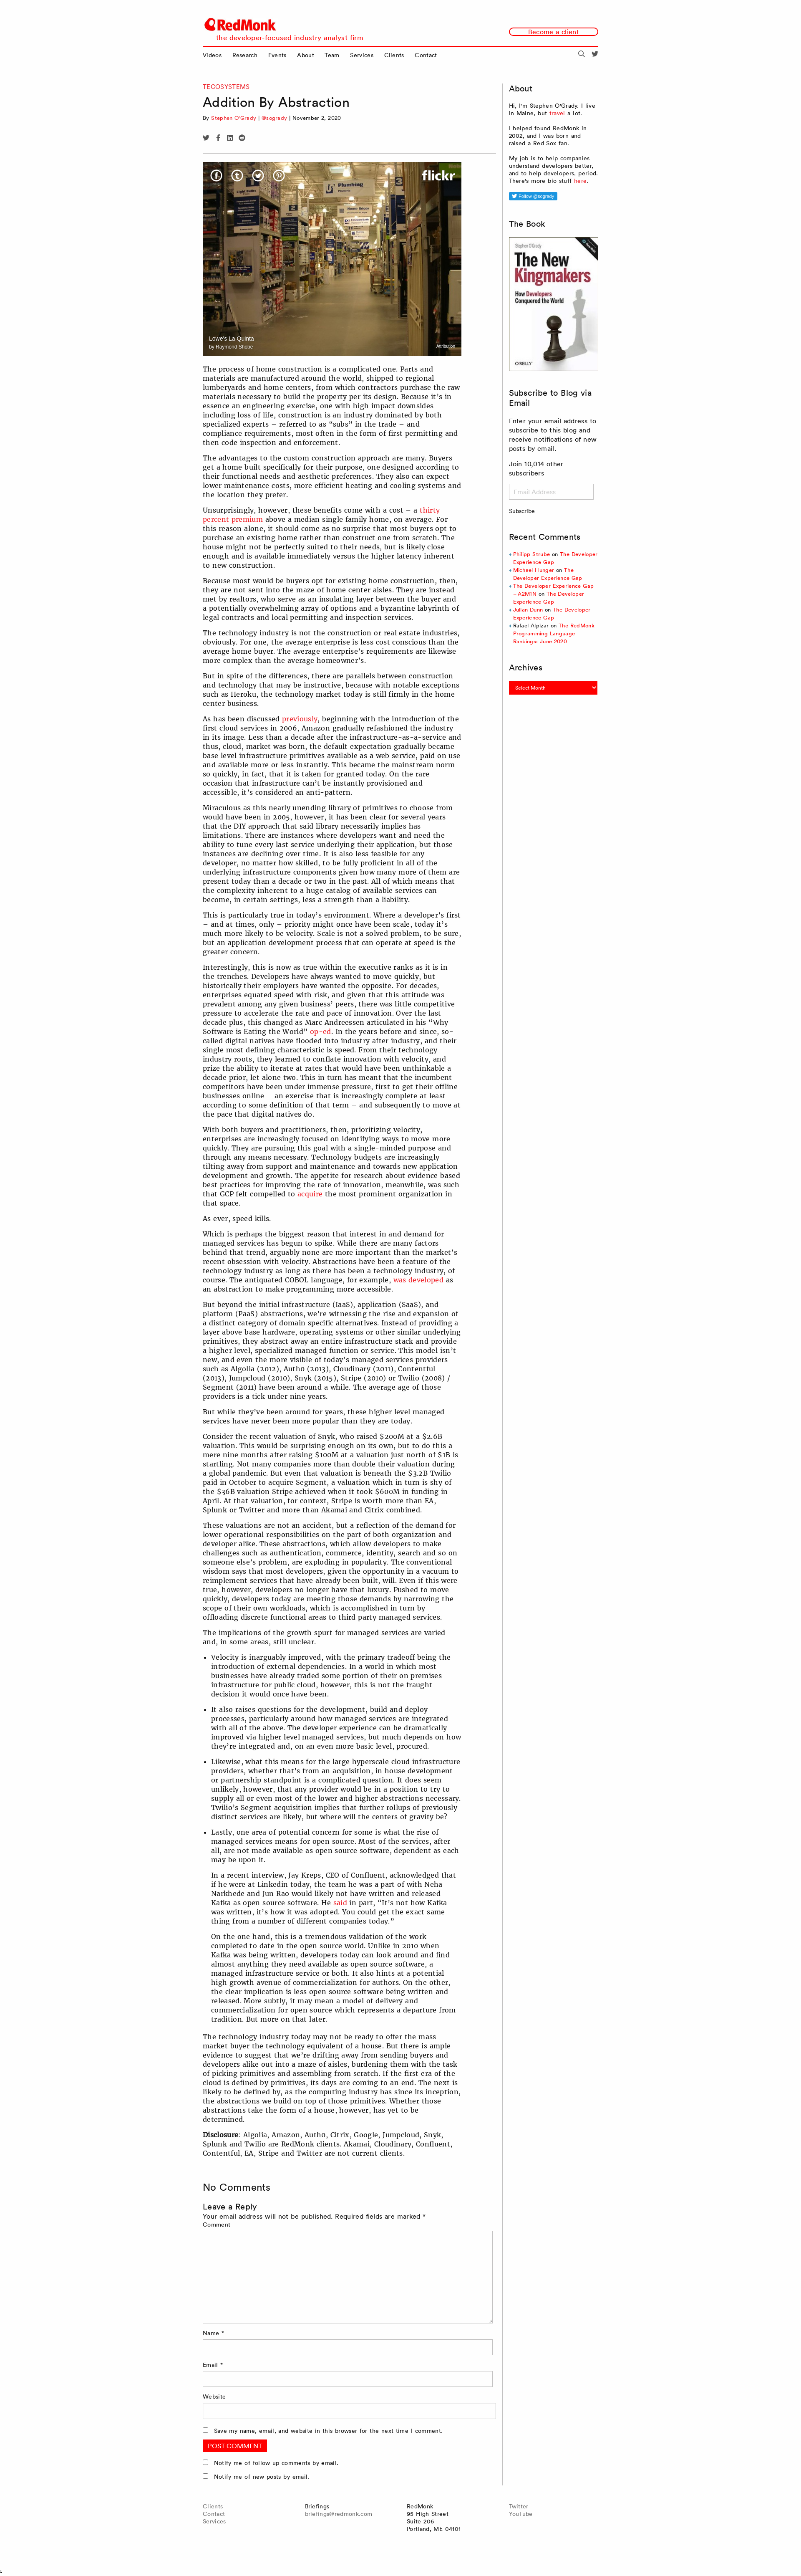 RedMonk
the developer-focused industry analyst firm
Become a client
Videos Research Events About Team Services Clients Contact
TECOSYSTEMS
Addition By Abstraction
By Stephen O'Grady | @sogrady | November 2, 2020
flickr
Plumbing
Lowe's La Quinta
by Raymond Shobe
Attribution
The process of home construction is a complicated one. Parts and
materials are manufactured around the world, shipped to regional
lumberyards and home centers, from which contractors purchase the raw
materials necessary to build the property per its design. Because it's in
essence an engineering exercise, one with high impact downsides
including loss of life, construction is an industry dominated by both
specialized experts – referred to as "subs" in the trade – and
compliance requirements, most often in the form of first permitting and
then code inspection and enforcement.
The advantages to the custom construction approach are many. Buyers
get a home built specifically for their purpose, one designed according to
their functional needs and aesthetic preferences. They also can expect
lower maintenance costs, more efficient heating and cooling systems and
the location they prefer.
Unsurprisingly, however, these benefits come with a cost – a thirty
percent premium above a median single family home, on average. For
this reason alone, it should come as no surprise that most buyers opt to
purchase an existing home rather than construct one from scratch. The
house might not be perfectly suited to their needs, but is likely close
enough and is available immediately versus the higher latency inherent
to new construction.
Because most would be home buyers opt for existing home construction, then,
they are not sent into the maze of home center aisles. They are instead
served by realtors, who are able to wrap and resell houses, insulating
buyers from an overwhelming array of potential options and a bewildering labyrinth of
legal contracts and local permitting and inspection services.
The technology industry is not the construction or real estate industries,
obviously. For one, the average enterprise is less cost conscious than the
average home buyer. The average enterprise's requirements are likewise
more complex than the average homeowner's.
But in spite of the differences, there are parallels between construction
and technology that may be instructive, because with notable exceptions
such as Heroku, the technology market today is still firmly in the home
center business.
As has been discussed previously, beginning with the introduction of the
first cloud services in 2006, Amazon gradually refashioned the industry
in its image. Less than a decade after the infrastructure-as-a-service and
thus, cloud, market was born, the default expectation gradually became
base level infrastructure primitives available as a web service, paid on use
and available more or less instantly. This became the mainstream norm
so quickly, in fact, that it is taken for granted today. On the rare
occasion that infrastructure can't be instantly provisioned and
accessible, it's considered an anti-pattern.
Miraculous as this nearly unending library of primitives to choose from
would have been in 2005, however, it has been clear for several years
that the DIY approach that said library necessarily implies has
limitations. There are instances where developers want and need the
ability to tune every last service underlying their application, but those
instances are declining over time. It is also less feasible for any
developer, no matter how skilled, to be fully proficient in all of the
underlying infrastructure components given how many more of them are
present today than a decade or two in the past. All of which means that
the complexity inherent to a huge catalog of available services can
become, in certain settings, less a strength than a liability.
This is particularly true in today's environment. Where a developer's first
– and at times, only – priority might once have been scale, today it's
much more likely to be velocity. Scale is not a solved problem, to be sure,
but an application development process that can operate at speed is the
greater concern.
Interestingly, this is now as true within the executive ranks as it is in
the trenches. Developers have always wanted to move quickly, but
historically their employers have wanted the opposite. For decades,
enterprises equated speed with risk, and given that this attitude was
prevalent among any given business' peers, there was little competitive
pressure to accelerate the rate and pace of innovation. Over the last
decade plus, this changed as Marc Andreessen articulated in his "Why
Software is Eating the World" op-ed. In the years before and since, so-
called digital natives have flooded into industry after industry, and their
single most defining characteristic is speed. From their technology
industry roots, they learned to conflate innovation with velocity, and
prize the ability to iterate at rates that would have been unthinkable a
decade prior, let alone two. This in turn has meant that the incumbent
competitors have been under immense pressure, first to get their offline
businesses online – an exercise that is increasingly complete at least
according to some definition of that term – and subsequently to move at
the pace that digital natives do.
With both buyers and practitioners, then, prioritizing velocity,
enterprises are increasingly focused on identifying ways to move more
quickly. They are pursuing this goal with a single-minded purpose and
through any means necessary. Technology budgets are increasingly
tilting away from support and maintenance and towards new application
development and growth. The appetite for research about evidence based
best practices for improving the rate of innovation, meanwhile, was such
that GCP felt compelled to acquire the most prominent organization in
that space.
As ever, speed kills.
Which is perhaps the biggest reason that interest in and demand for
managed services has begun to spike. While there are many factors
behind that trend, arguably none are more important than the market's
recent obsession with velocity. Abstractions have been a feature of the
technology industry as long as there has been a technology industry, of
course. The antiquated COBOL language, for example, was developed as
an abstraction to make programming more accessible.
But beyond the initial infrastructure (IaaS), application (SaaS), and
platform (PaaS) abstractions, we're witnessing the rise and expansion of
a distinct category of domain specific alternatives. Instead of providing a
layer above base hardware, operating systems or other similar underlying
primitives, they abstract away an entire infrastructure stack and provide
a higher level, specialized managed function or service. This model isn't
new, and even the more visible of today's managed services providers
such as Algolia (2012), Auth0 (2013), Cloudinary (2011), Contentful
(2013), Jumpcloud (2010), Snyk (2015), Stripe (2010) or Twilio (2008) /
Segment (2011) have been around a while. The average age of those
providers is a tick under nine years.
But while they've been around for years, these higher level managed
services have never been more popular than they are today.
Consider the recent valuation of Snyk, who raised $200M at a $2.6B
valuation. This would be surprising enough on its own, but to do this a
mere nine months after raising $100M at a valuation just north of $1B is
startling. Not many companies more than double their valuation during
a global pandemic. But even that valuation is beneath the $3.2B Twilio
paid in October to acquire Segment, a valuation which in turn is shy of
the $36B valuation Stripe achieved when it took $600M in funding in
April. At that valuation, for context, Stripe is worth more than EA,
Splunk or Twitter and more than Akamai and Citrix combined.
These valuations are not an accident, but a reflection of the demand for
lower operational responsibilities on the part of both organization and
developer alike. These abstractions, which allow developers to make
challenges such as authentication, commerce, identity, search and so on
someone else's problem, are exploding in popularity. The conventional
wisdom says that most developers, given the opportunity in a vacuum to
reimplement services that have already been built, will. Even if this were
true, however, developers no longer have that luxury. Pushed to move
quickly, developers today are meeting those demands by narrowing the
scope of their own workloads, which is accomplished in turn by
offloading discrete functional areas to third party managed services.
The implications of the growth spurt for managed services are varied
and, in some areas, still unclear.
• Velocity is inarguably improved, with the primary tradeoff being the
introduction of external dependencies. In a world in which most
businesses have already traded some portion of their on premises
infrastructure for public cloud, however, this is not the fraught
decision it would once have been.
• It also raises questions for the development, build and deploy
processes, particularly around how managed services are integrated
with all of the above. The developer experience can be dramatically
improved via higher level managed services, but much depends on how
they're integrated and, on an even more basic level, procured.
• Likewise, what this means for the large hyperscale cloud infrastructure
providers, whether that's from an acquisition, in house development
or partnership standpoint is a complicated question. It does seem
unlikely, however, that any provider would be in a position to try to
supply all or even most of the lower and higher abstractions necessary.
Twilio's Segment acquisition implies that further rollups of previously
distinct services are likely, but where will the centers of gravity be?
• Lastly, one area of potential concern for some is what the rise of
managed services means for open source. Most of the services, after
all, are not made available as open source software, dependent as each
may be upon it.
In a recent interview, Jay Kreps, CEO of Confluent, acknowledged that
if he were at Linkedin today, the team he was a part of with Neha
Narkhede and Jun Rao would likely not have written and released
Kafka as open source software. He said in part, "It's not how Kafka
was written, it's how it was adopted. You could get the exact same
thing from a number of different companies today."
On the one hand, this is a tremendous validation of the work
completed to date in the open source world. Unlike in 2010 when
Kafka was being written, developers today can look around and find
almost anything they need available as open source software, a
managed infrastructure service or both. It also hints at a potential
high growth avenue of commercialization for authors. On the other,
the clear implication is less open source software being written and
released. More subtly, it may mean a model of delivery and
commercialization for open source which represents a departure from
tradition. But more on that later.
The technology industry today may not be ready to offer the mass
market buyer the technology equivalent of a house. But there is ample
evidence to suggest that we're drifting away from sending buyers and
developers alike out into a maze of aisles, burdening them with the task
of picking primitives and assembling from scratch. If the first era of the
cloud is defined by primitives, its days are coming to an end. The next is
likely to be defined by, as the computing industry has since its inception,
the abstractions we build on top of those primitives. Whether those
abstractions take the form of a house, however, has yet to be
determined.
Disclosure: Algolia, Amazon, Auth0, Citrix, Google, Jumpcloud, Snyk,
Splunk and Twilio are RedMonk clients. Akamai, Cloudinary, Confluent,
Contentful, EA, Stripe and Twitter are not current clients.
No Comments
Leave a Reply
Your email address will not be published. Required fields are marked *
Comment
Name *
Email *
Website
Save my name, email, and website in this browser for the next time I comment.
POST COMMENT
Notify me of follow-up comments by email.
Notify me of new posts by email.
About
Hi, I'm Stephen O'Grady. I live
in Maine, but travel a lot.
I helped found RedMonk in
2002, and I was born and
raised a Red Sox fan.
My job is to help companies
understand developers better,
and to help developers, period.
There's more bio stuff here.
Follow @sogrady
The Book
Stephen O'Grady
The New
Kingmakers
How Developers
Conquered the World
O'REILLY
Subscribe to Blog via
Email
Enter your email address to
subscribe to this blog and
receive notifications of new
posts by email.
Join 10,014 other
subscribers
Email Address
Subscribe
Recent Comments
Philipp Strube on The Developer
Experience Gap
Michael Hunger on The
Developer Experience Gap
The Developer Experience Gap
– A2M!N on The Developer
Experience Gap
Julian Dunn on The Developer
Experience Gap
Rafael Alpizar on The RedMonk
Programming Language
Rankings: June 2020
Archives
Select Month
Clients
Contact
Services
Briefings
briefings@redmonk.com
RedMonk
95 High Street
Suite 206
Portland, ME 04101
Twitter
YouTube